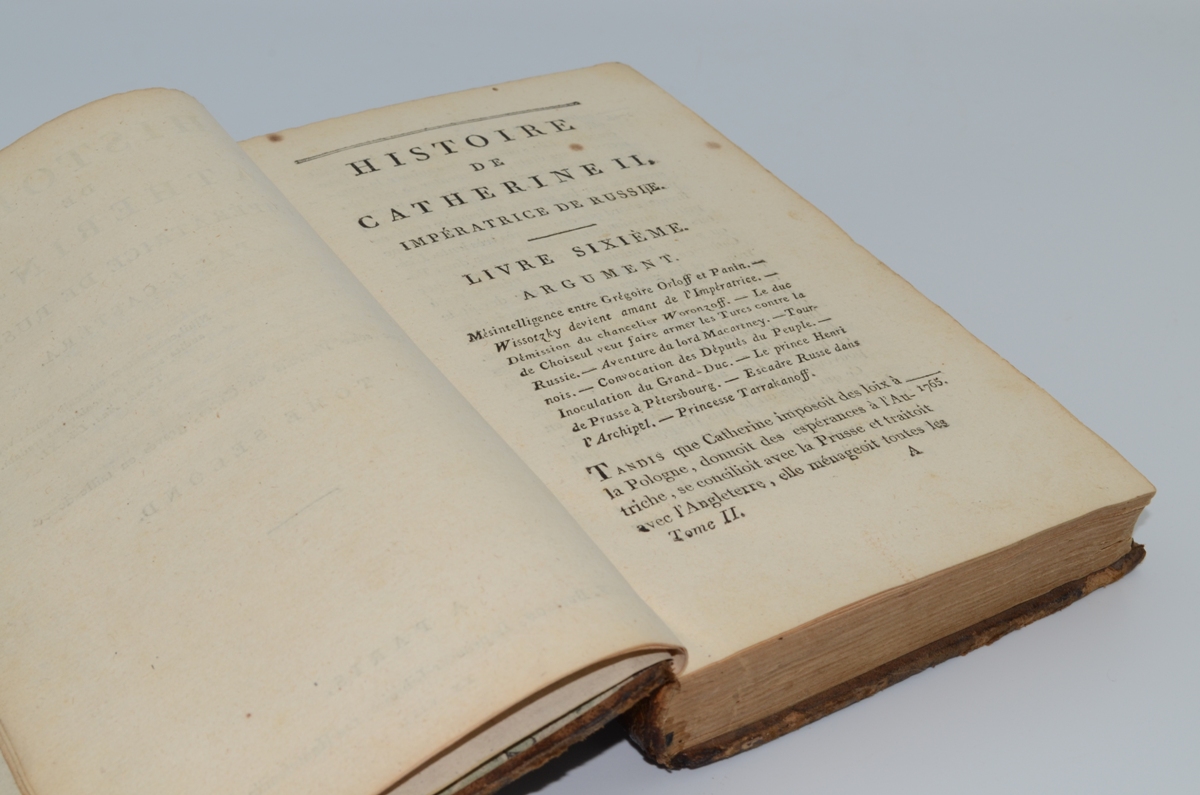 HISTOIRE
DE
CATHERINE II,
IMPÉRATRICE DE RUSSIE.
LIVRE SIXIÈME.
ARGUMENT.
Mésintelligence entre Grégoire Orloff et Panin. —
Wissotzky devient amant de l'Impératrice. —
Démission du chancelier Woronzoff. — Le duc
de Choiseul veut faire armer les Turcs contre la
Russie. — Aventure du lord Macartney. — Tour-
nois. — Convocation des Députés du Peuple. —
Inoculation du Grand-Duc. — Le prince Henri
de Prusse à Pétersbourg. — Escadre Russe dans
l'Archipel. — Princesse Tarrakanoff.
TANDIS que Catherine imposoit des loix à
la Pologne, donnoit des espérances à l'Au- 1765.
triche, se concilioit avec la Prusse et traitoit
avec l'Angleterre, elle ménageoit toutes les
Tome II. A